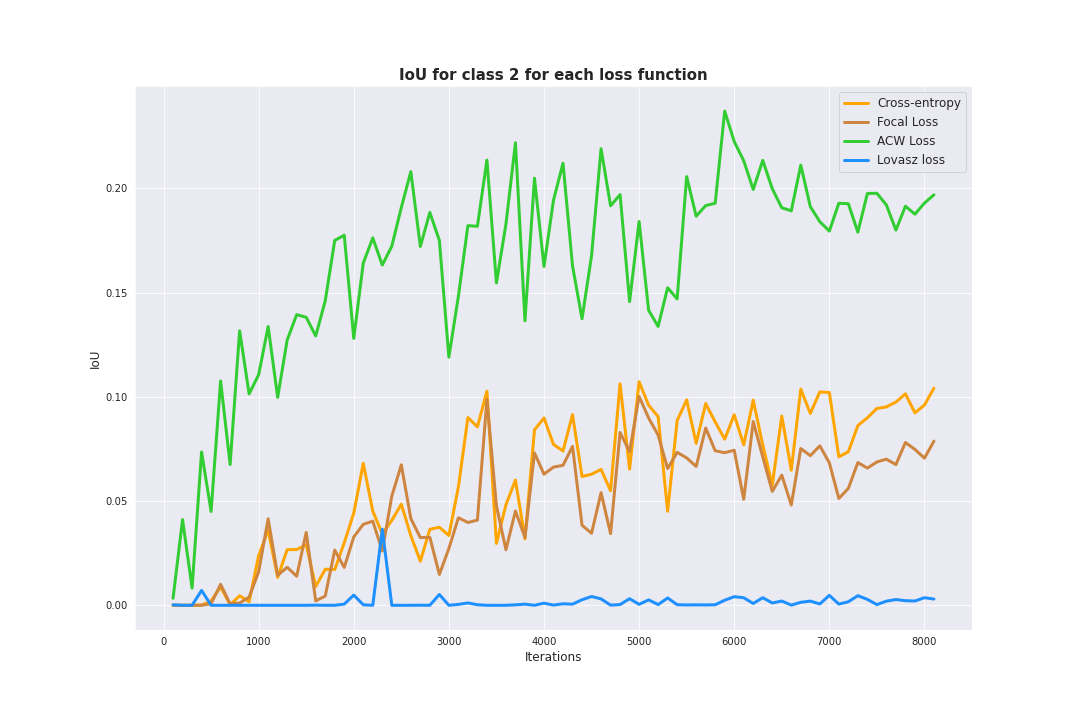 IoU for class 2 for each loss function
Cross-entropy
Focal Loss
ACW Loss
Lovasz loss
IoU
0.20
0.15
0.10
0.05
0.00
0 1000 2000 3000 4000 5000 6000 7000 8000
Iterations